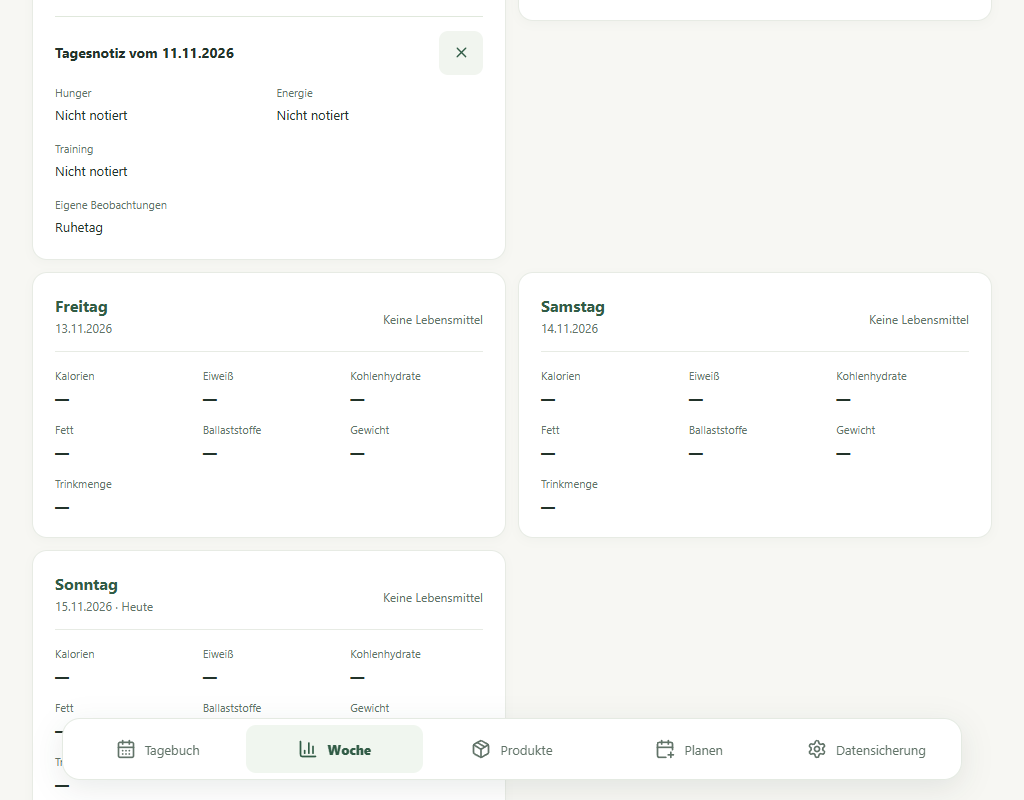 Tagesnotiz vom 11.11.2026
Hunger
Energie
Nicht notiert
Nicht notiert
Training
Nicht notiert
Eigene Beobachtungen
Ruhetag
Freitag
13.11.2026
Keine Lebensmittel
Kalorien
Eiweiß
Kohlenhydrate
—
—
—
Fett
Ballaststoffe
Gewicht
—
—
—
Trinkmenge
—
Samstag
14.11.2026
Keine Lebensmittel
Kalorien
Eiweiß
Kohlenhydrate
—
—
—
Fett
Ballaststoffe
Gewicht
—
—
—
Trinkmenge
—
Sonntag
15.11.2026 · Heute
Keine Lebensmittel
Kalorien
Eiweiß
Kohlenhydrate
—
—
—
Fett
Ballaststoffe
Gewicht
—
—
Tagebuch
Woche
Produkte
Planen
Datensicherung